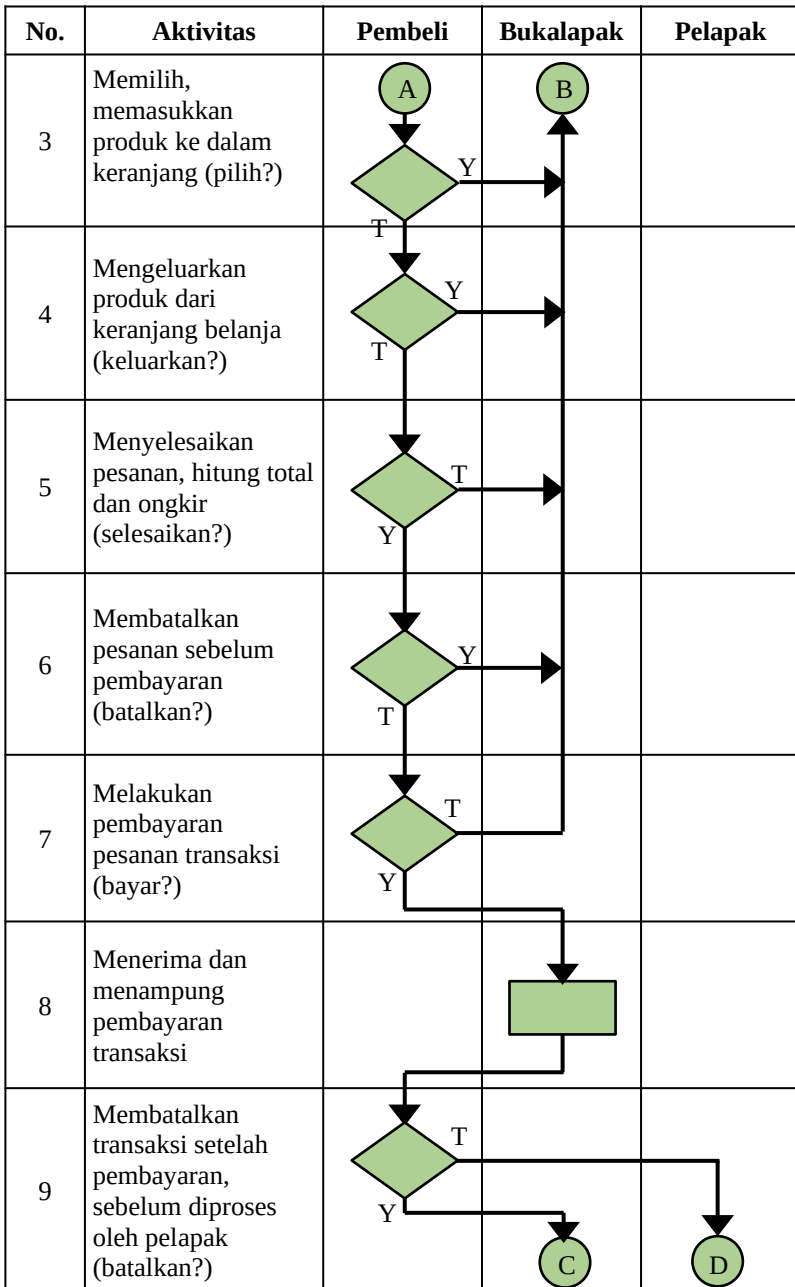 No. Aktivitas Pembeli Bukalapak Pelapak
3
Memilih,
memasukkan
produk ke dalam
keranjang (pilih?)
A
B
Y
T
4
Mengeluarkan
produk dari
keranjang belanja
(keluarkan?)
Y
T
5
Menyelesaikan
pesanan, hitung total
dan ongkir
(selesaikan?)
T
Y
6
Membatalkan
pesanan sebelum
pembayaran
(batalkan?)
Y
T
7
Melakukan
pembayaran
pesanan transaksi
(bayar?)
T
Y
8
Menerima dan
menampung
pembayaran
transaksi
9
Membatalkan
transaksi setelah
pembayaran,
sebelum diproses
oleh pelapak
(batalkan?)
T
Y
C
D